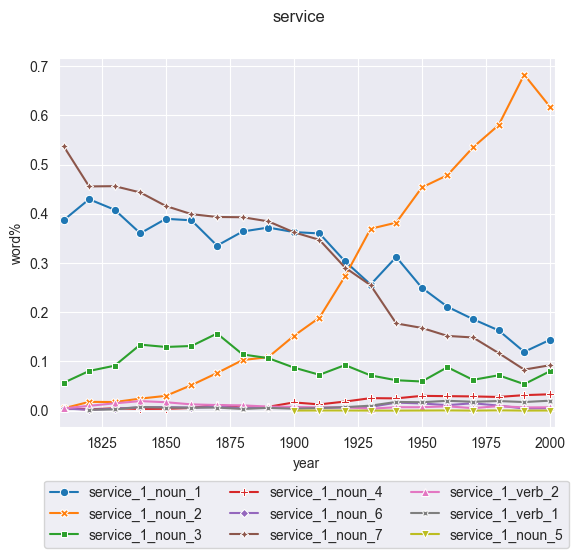 service
0.7
0.6
0.5
0.4
0.3
0.2
0.1
0.0
word%
1825 1850 1875 1900 1925 1950 1975 2000
year
service_1_noun_1 service_1_noun_4 service_1_verb_2
service_1_noun_2 service_1_noun_6 service_1_verb_1
service_1_noun_3 service_1_noun_7 service_1_noun_5